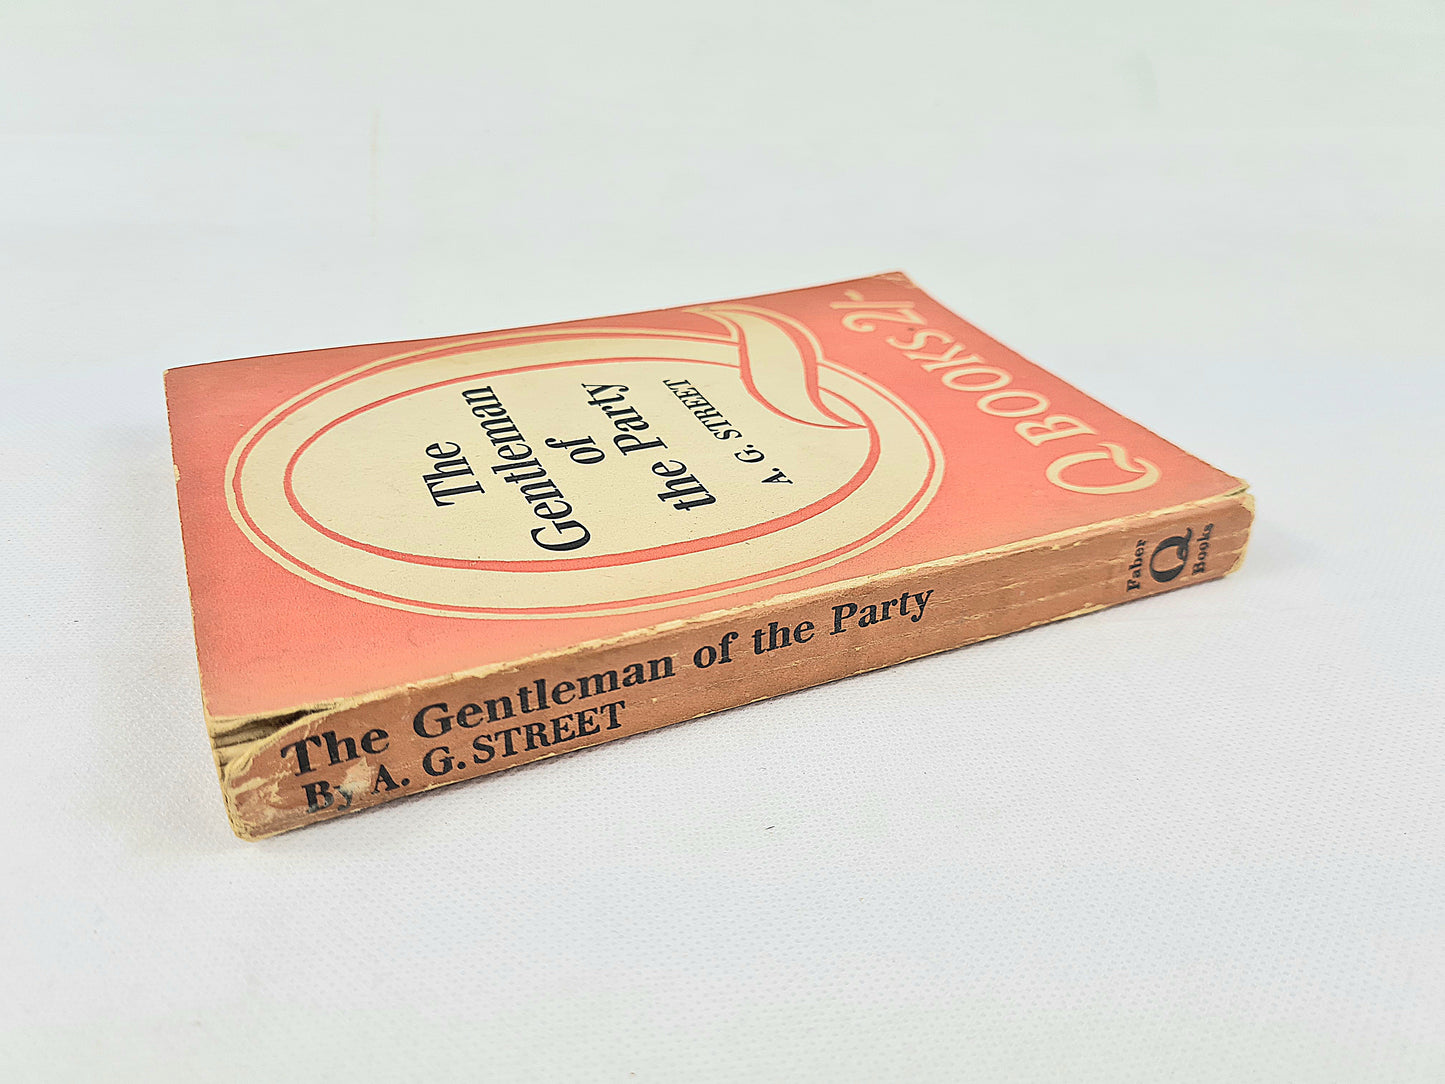 The
Gentleman
of
the Party
A. G. STREET
Q BOOKS 2/-
The Gentleman of the Party
By A. G. STREET
Faber
Q
Books